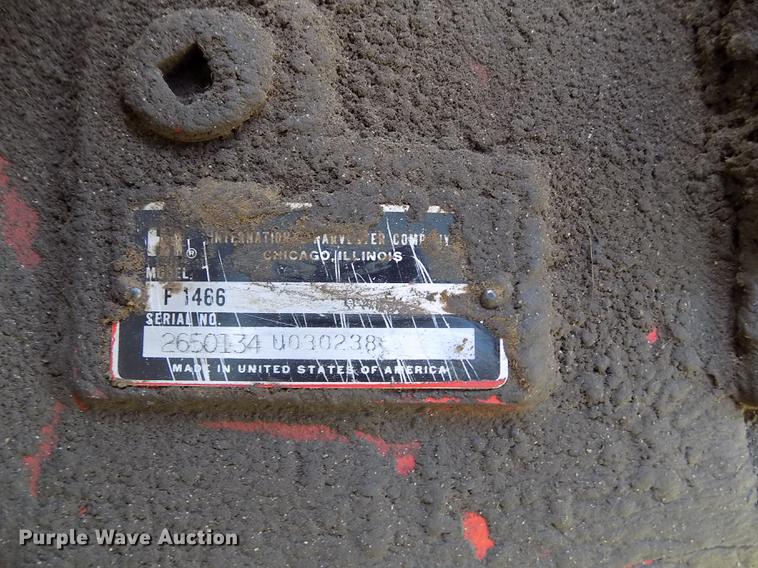 IH ® INTERNATIONAL HARVESTER COMPANY
CHICAGO, ILLINOIS
MODEL
F 1466
SERIAL NO.
2650134 U030238
MADE IN UNITED STATES OF AMERICA
Purple Wave Auction®